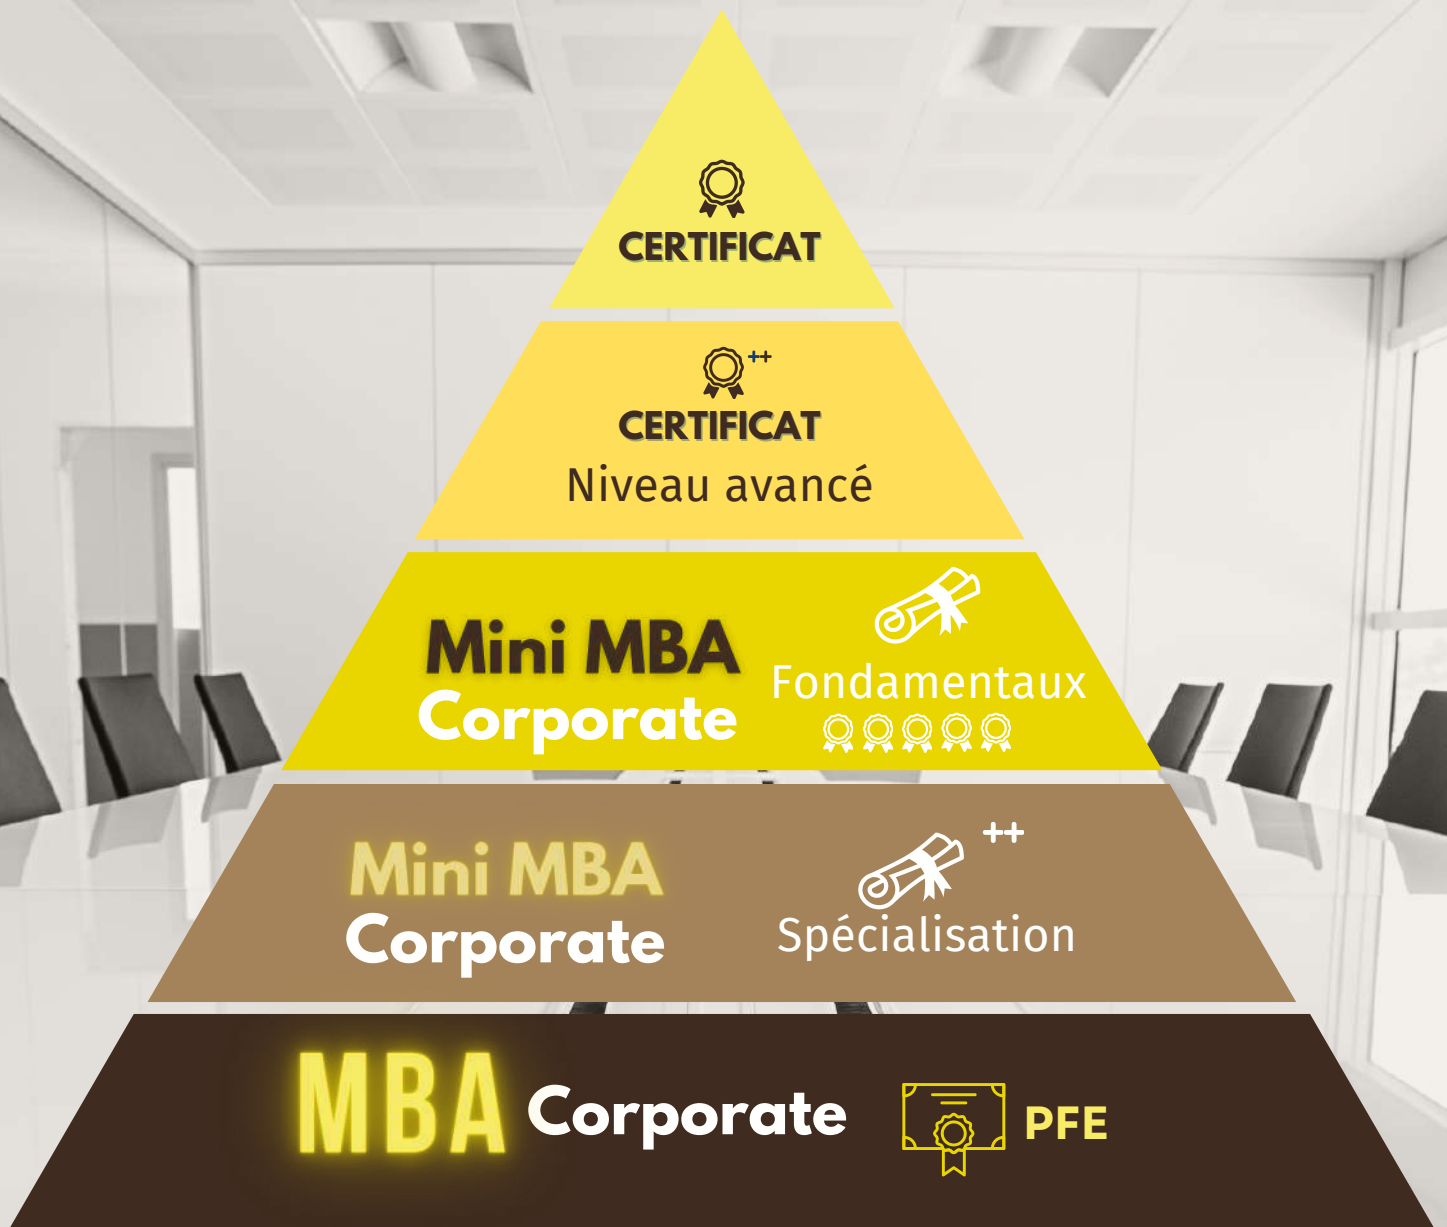 CERTIFICAT
++
CERTIFICAT
Niveau avancé
Mini MBA
Corporate
Fondamentaux
Mini MBA
Corporate
++
Spécialisation
MBA Corporate
PFE